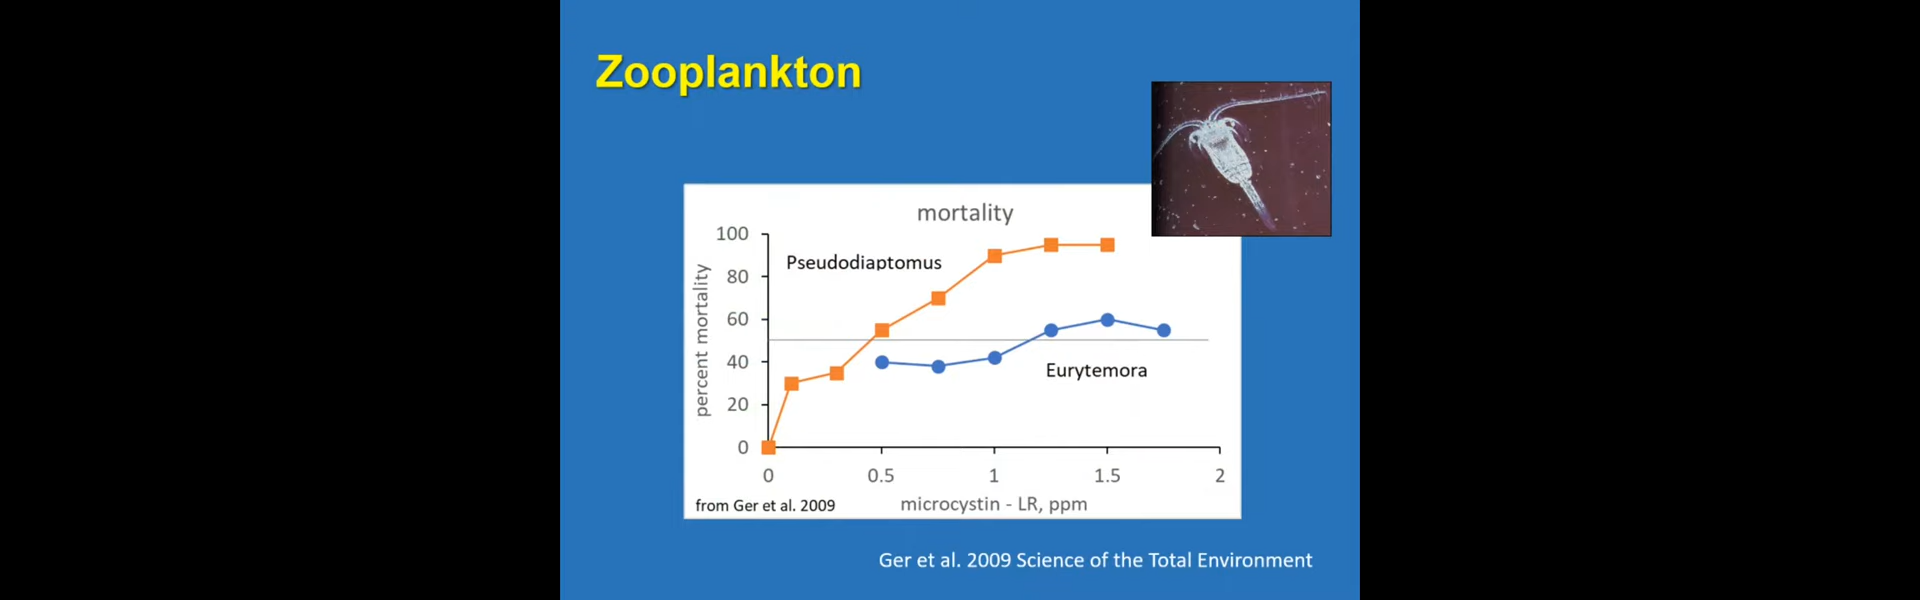 Zooplankton
mortality
100
80
60
40
20
0
percent mortality
Pseudodiaptomus
Eurytemora
0 0.5 1 1.5 2
from Ger et al. 2009
microcystin - LR, ppm
Ger et al. 2009 Science of the Total Environment